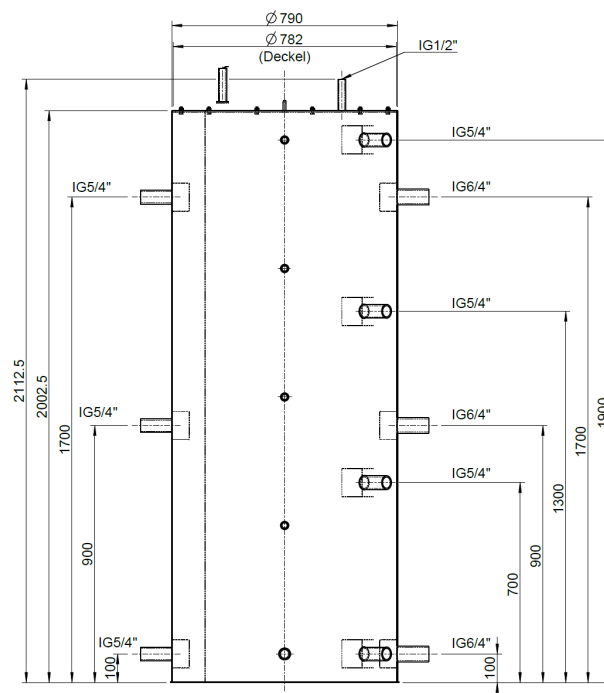 ⌀ 790
⌀ 782
(Deckel)
IG1/2"
IG5/4"
IG5/4"
IG6/4"
IG5/4"
IG5/4"
IG6/4"
IG5/4"
IG5/4"
IG6/4"
2112.5
2002.5
1700
900
100
100
700
900
1300
1700
1900